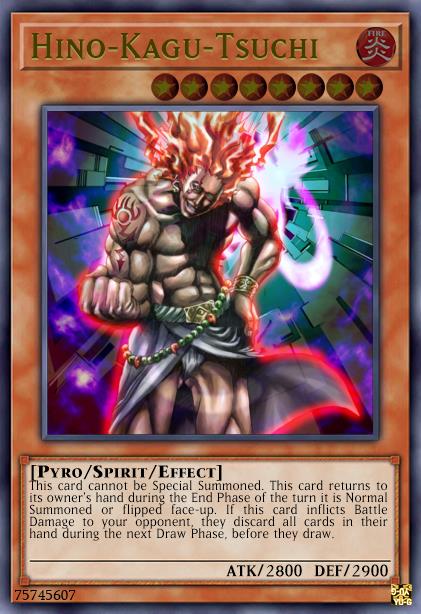 Hino-Kagu-Tsuchi
FIRE
炎
[Pyro/Spirit/Effect]
This card cannot be Special Summoned. This card returns to
its owner's hand during the End Phase of the turn it is Normal
Summoned or flipped face-up. If this card inflicts Battle
Damage to your opponent, they discard all cards in their
hand during the next Draw Phase, before they draw.
ATK/2800 DEF/2900
75745607